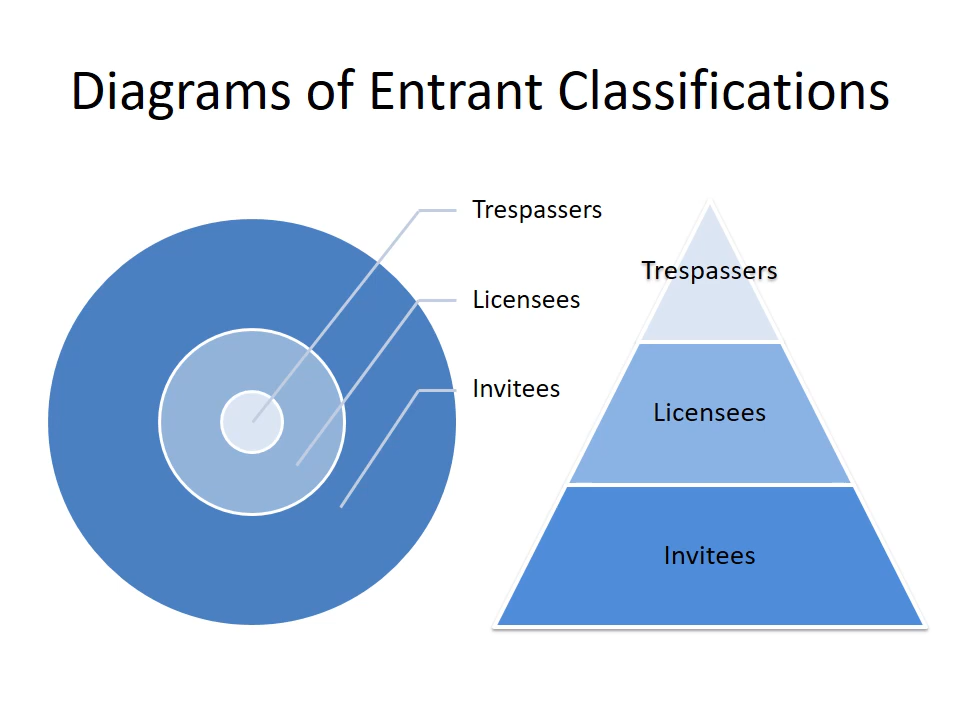 Diagrams of Entrant Classifications
Trespassers
Licensees
Invitees
Trespassers
Licensees
Invitees